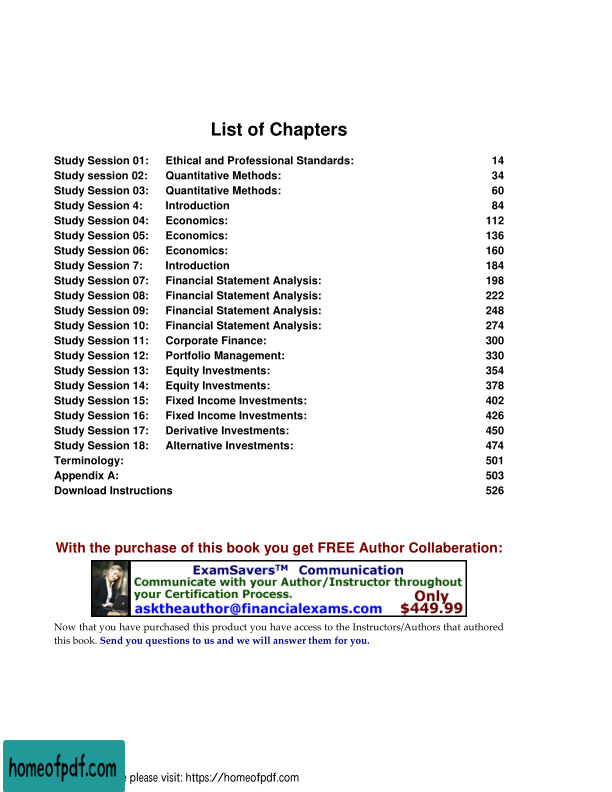 List of Chapters
Study Session 01: Ethical and Professional Standards: 14
Study session 02: Quantitative Methods: 34
Study Session 03: Quantitative Methods: 60
Study Session 4: Introduction 84
Study Session 04: Economics: 112
Study Session 05: Economics: 136
Study Session 06: Economics: 160
Study Session 7: Introduction 184
Study Session 07: Financial Statement Analysis: 198
Study Session 08: Financial Statement Analysis: 222
Study Session 09: Financial Statement Analysis: 248
Study Session 10: Financial Statement Analysis: 274
Study Session 11: Corporate Finance: 300
Study Session 12: Portfolio Management: 330
Study Session 13: Equity Investments: 354
Study Session 14: Equity Investments: 378
Study Session 15: Fixed Income Investments: 402
Study Session 16: Fixed Income Investments: 426
Study Session 17: Derivative Investments: 450
Study Session 18: Alternative Investments: 474
Terminology: 501
Appendix A: 503
Download Instructions 526
With the purchase of this book you get FREE Author Collaberation:
ExamSavers™ Communication
Communicate with your Author/Instructor throughout
your Certification Process. Only
asktheauthor@financialexams.com $449.99
Now that you have purchased this product you have access to the Instructors/Authors that authored
this book. Send you questions to us and we will answer them for you.
homeofpdf.com
please visit: https://homeofpdf.com